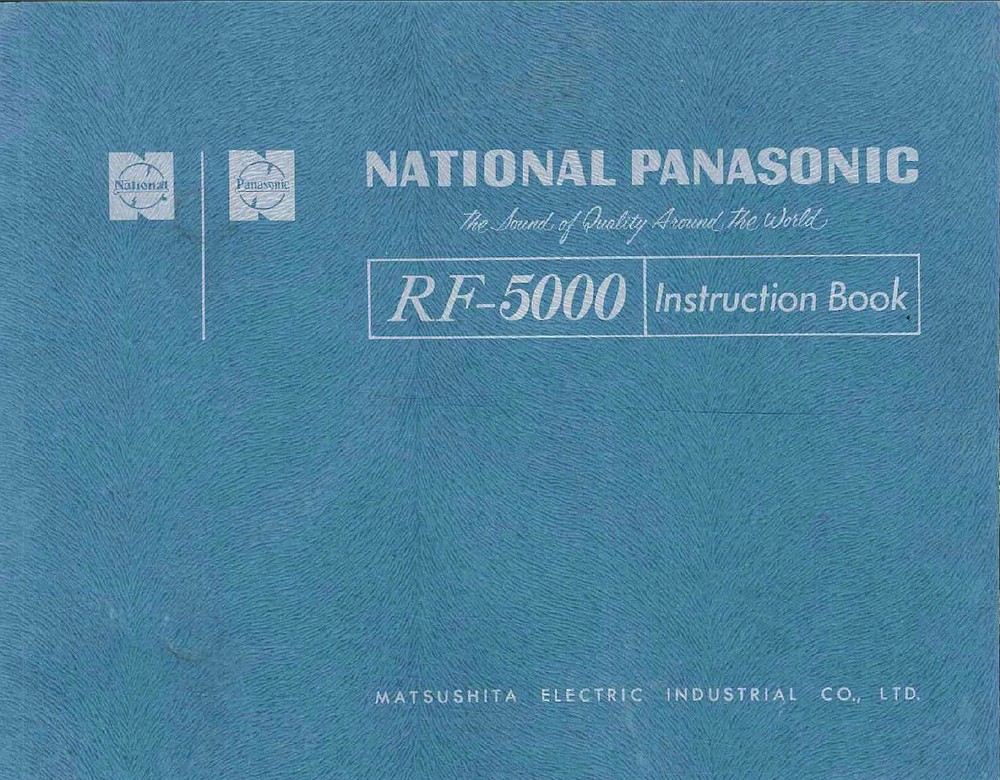 National
Panasonic
NATIONAL PANASONIC
The Sound of Quality Around The World
RF-5000
Instruction Book
MATSUSHITA ELECTRIC INDUSTRIAL CO., LTD.